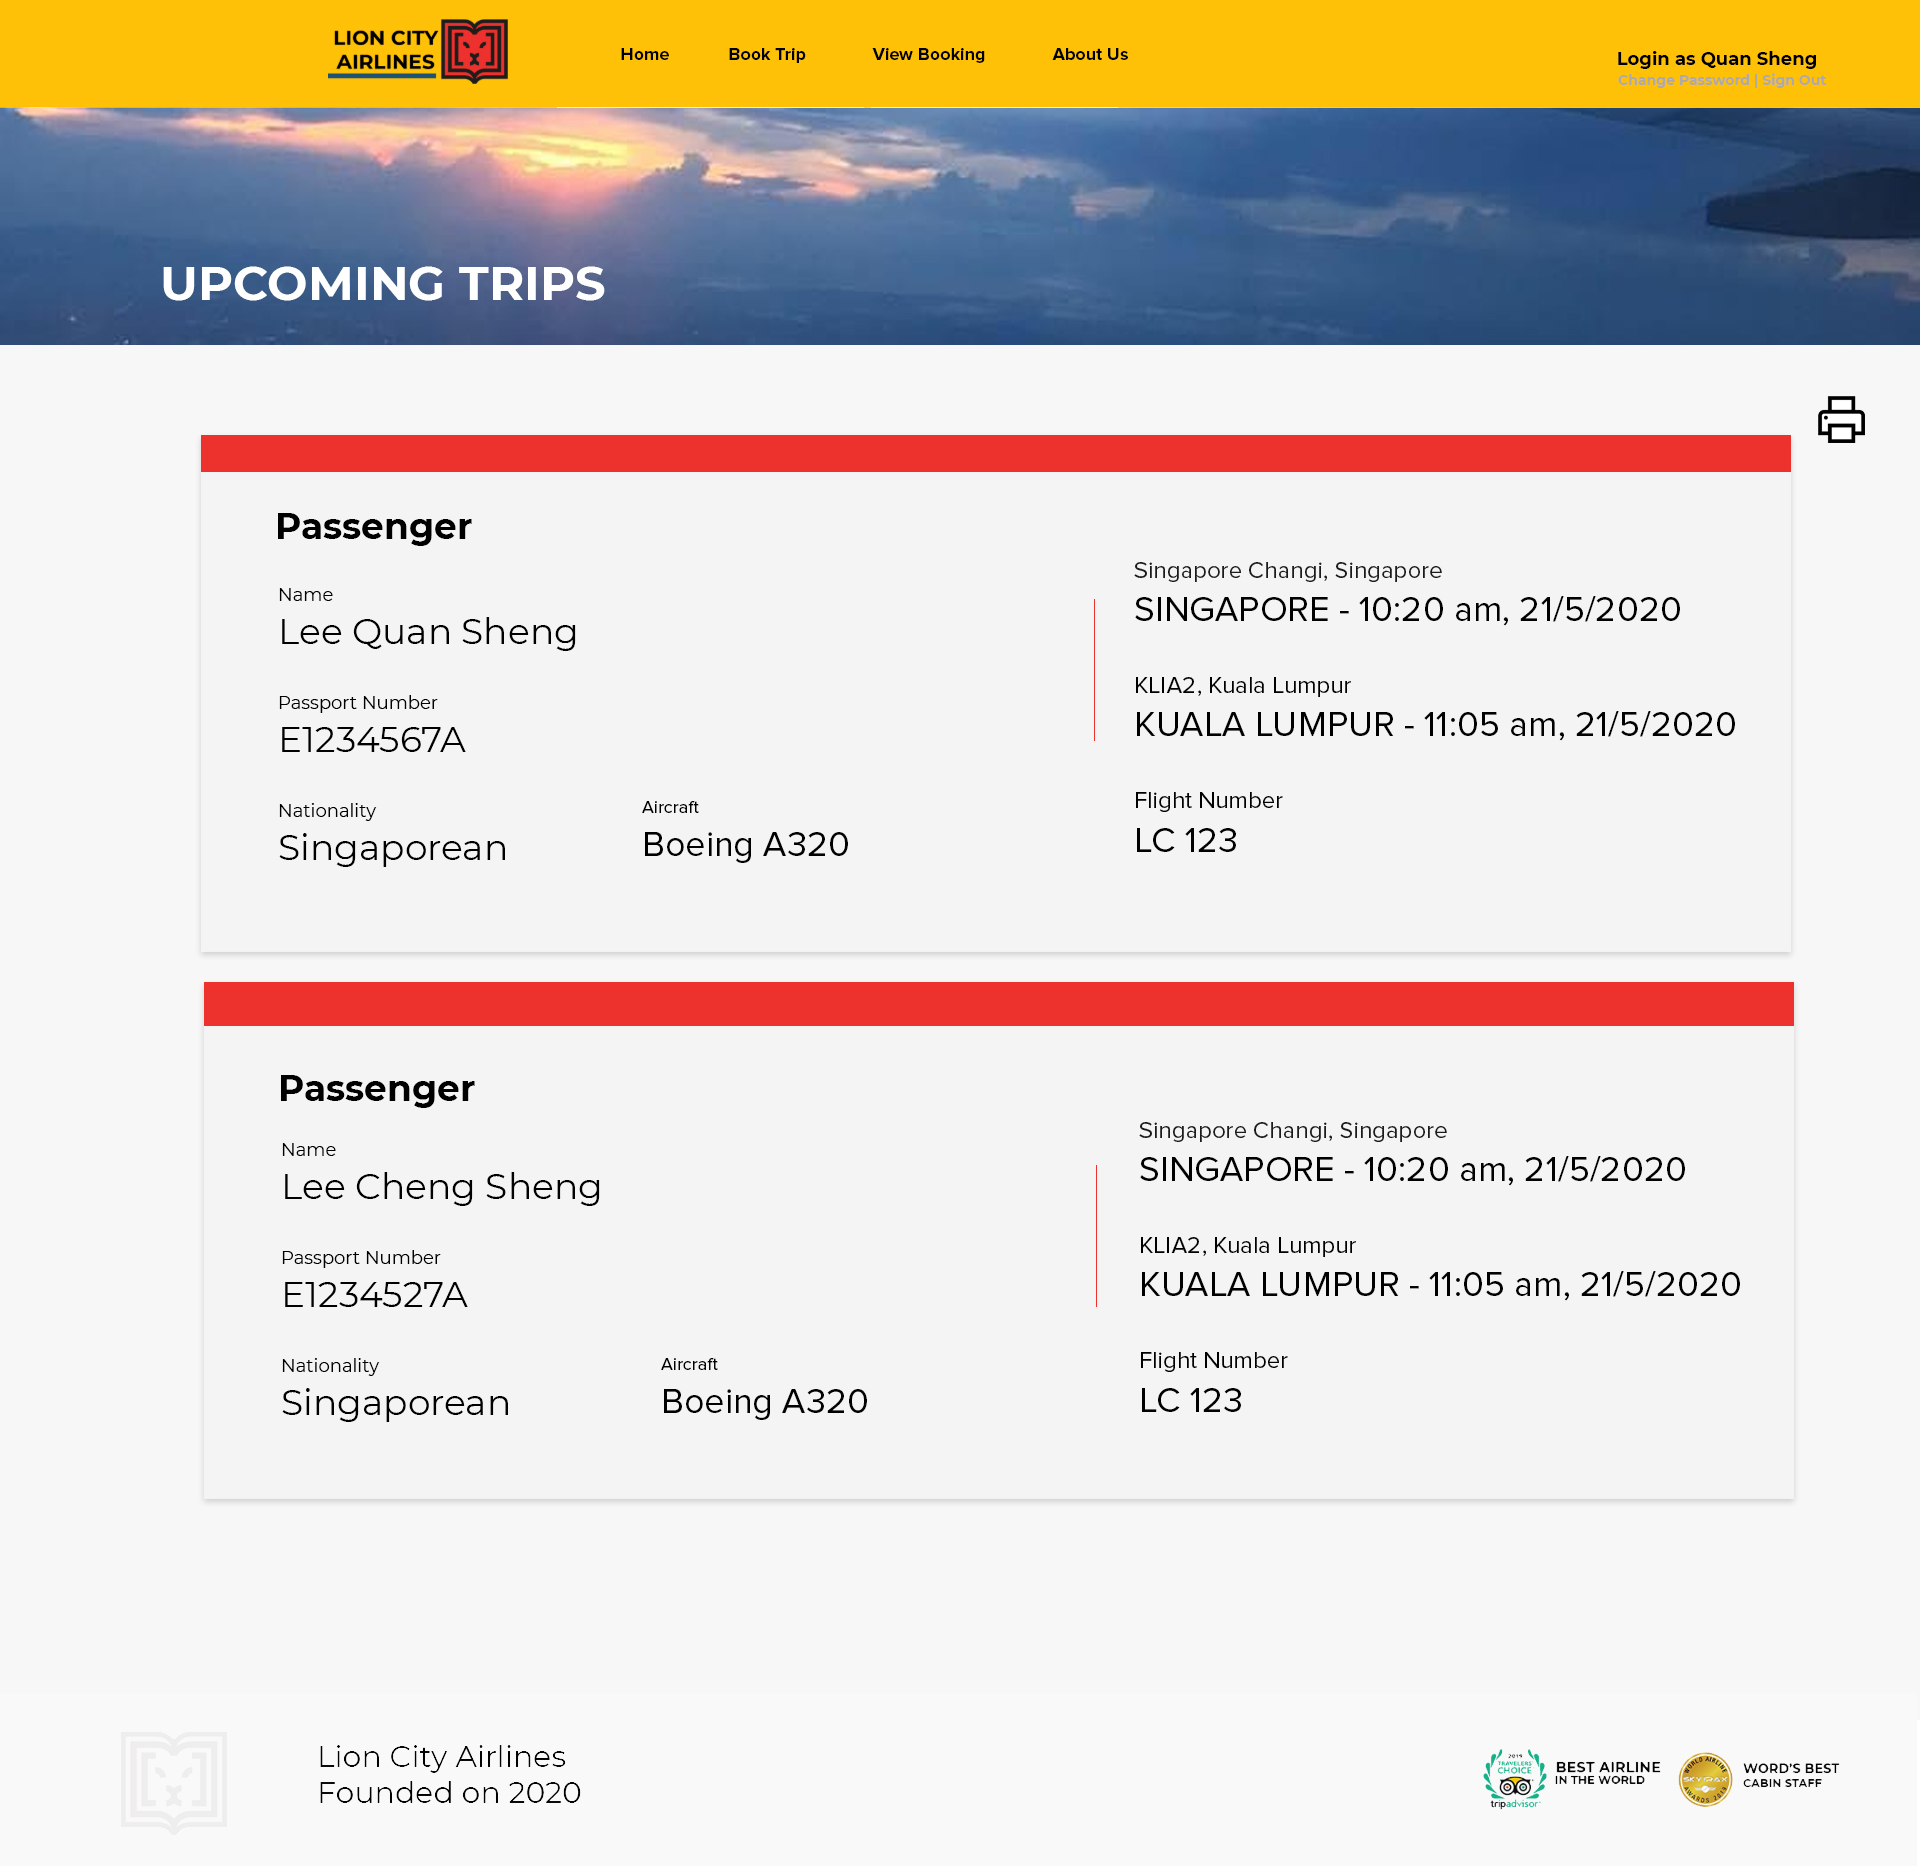 LION CITY
AIRLINES
Home
Book Trip
View Booking
About Us
Login as Quan Sheng
Change Password | Sign Out
UPCOMING TRIPS
Passenger
Name
Lee Quan Sheng
Passport Number
E1234567A
Nationality
Singaporean
Aircraft
Boeing A320
Singapore Changi, Singapore
SINGAPORE - 10:20 am, 21/5/2020
KLIA2, Kuala Lumpur
KUALA LUMPUR - 11:05 am, 21/5/2020
Flight Number
LC 123
Passenger
Name
Lee Cheng Sheng
Passport Number
E1234527A
Nationality
Singaporean
Aircraft
Boeing A320
Singapore Changi, Singapore
SINGAPORE - 10:20 am, 21/5/2020
KLIA2, Kuala Lumpur
KUALA LUMPUR - 11:05 am, 21/5/2020
Flight Number
LC 123
Lion City Airlines
Founded on 2020
2019
TRAVELERS'
CHOICE
tripadvisor
BEST AIRLINE
IN THE WORLD
WORLD AIRLINE
SKYTRAX
AWARDS
WORD'S BEST
CABIN STAFF